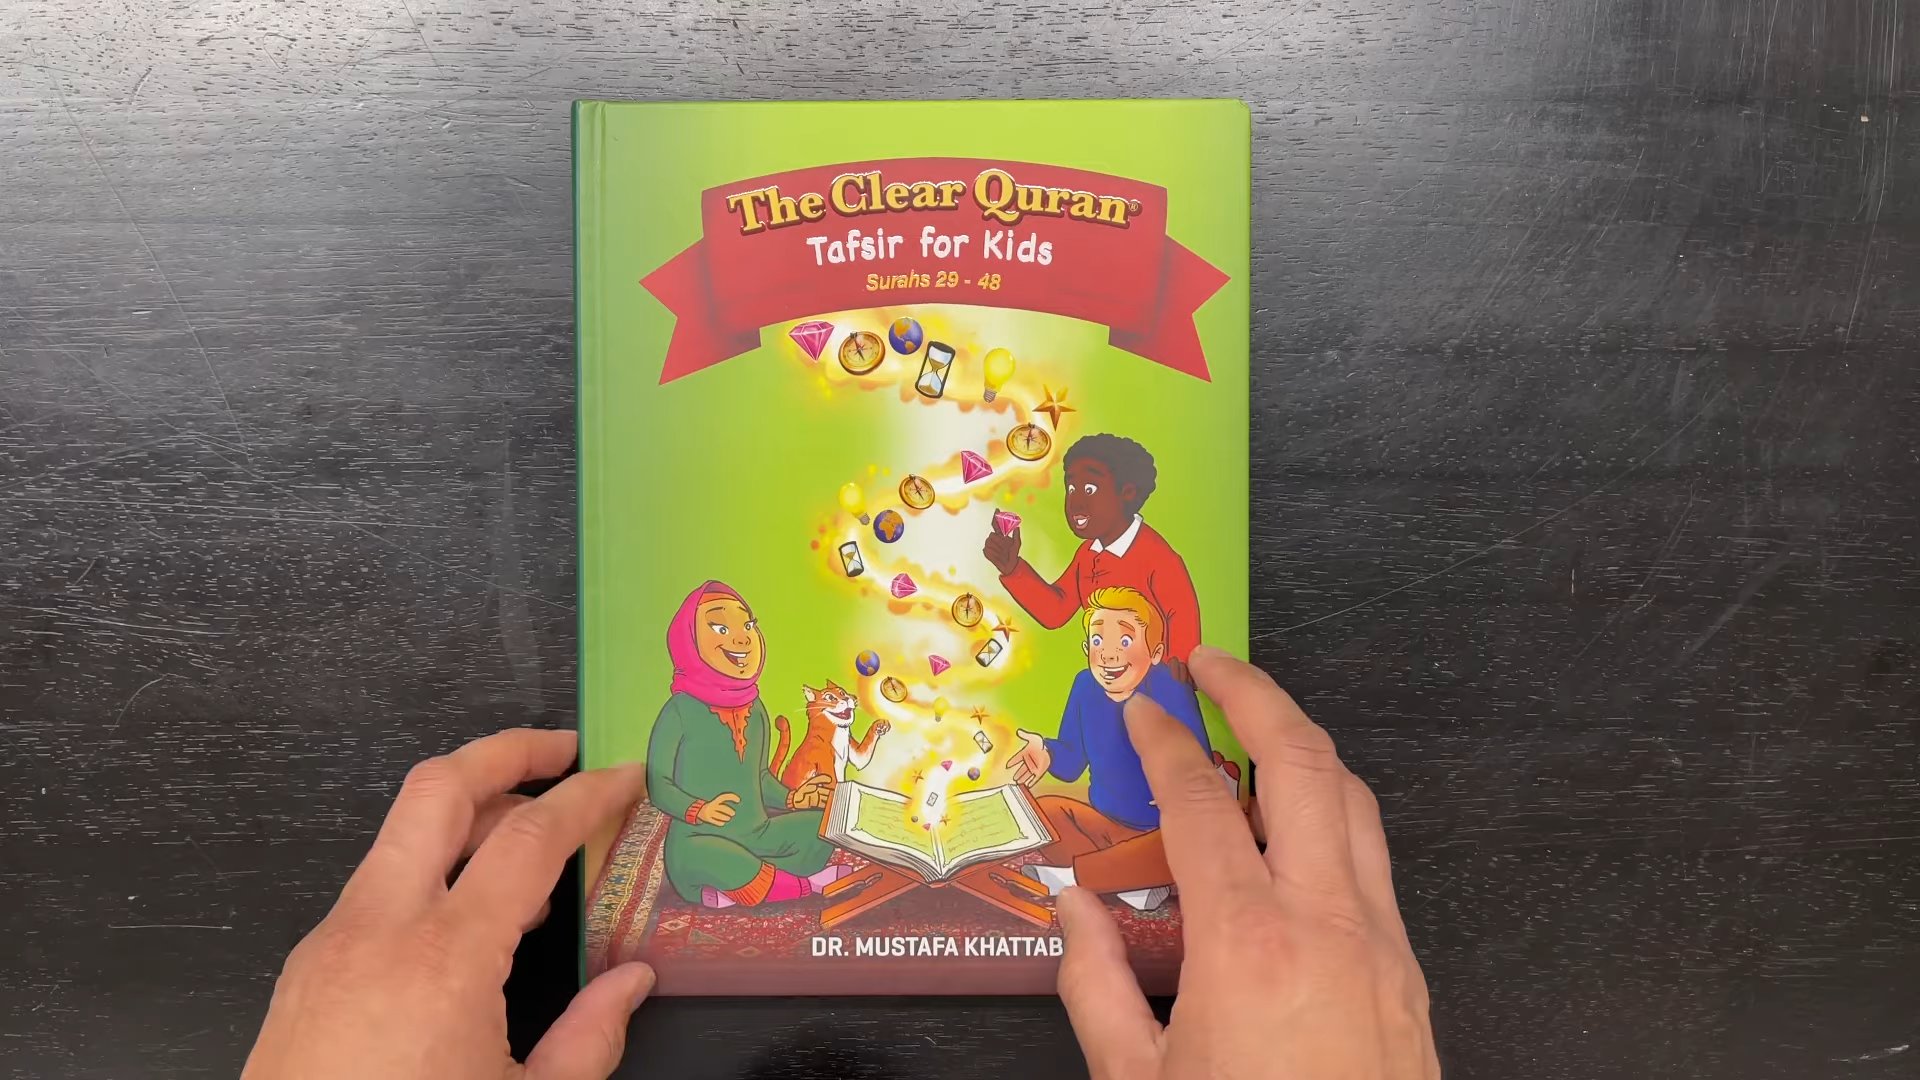 The Clear Quran®
Tafsir for Kids
Surahs 29 - 48
DR. MUSTAFA KHATTAB